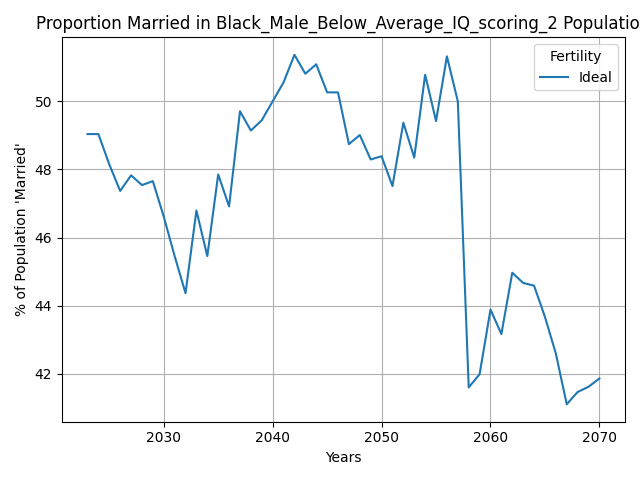 Proportion Married in Black_Male_Below_Average_IQ_scoring_2 Populatio
% of Population 'Married'
50
48
46
44
42
Fertility
Ideal
2030 2040 2050 2060 2070
Years